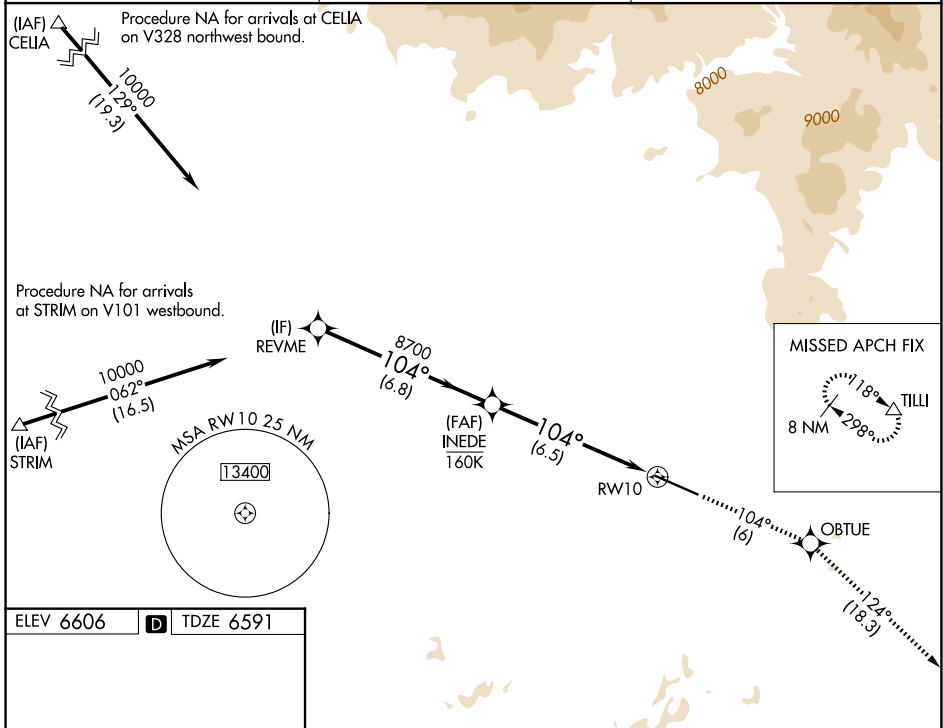 (IAF)
CELIA
Procedure NA for arrivals at CELIA
on V328 northwest bound.
10000
129°
(19.3)
8000
9000
Procedure NA for arrivals
at STRIM on V101 westbound.
(IF)
REVME
8700
104°
(6.8)
MISSED APCH FIX
118°
TILLI
8 NM
298°
10000
062°
(16.5)
(IAF)
STRIM
(FAF)
INEDE
160K
104°
(6.5)
MSA RW10 25 NM
13400
RW10
104°
(6)
OBTUE
124°
(18.3)
ELEV 6606 D TDZE 6591